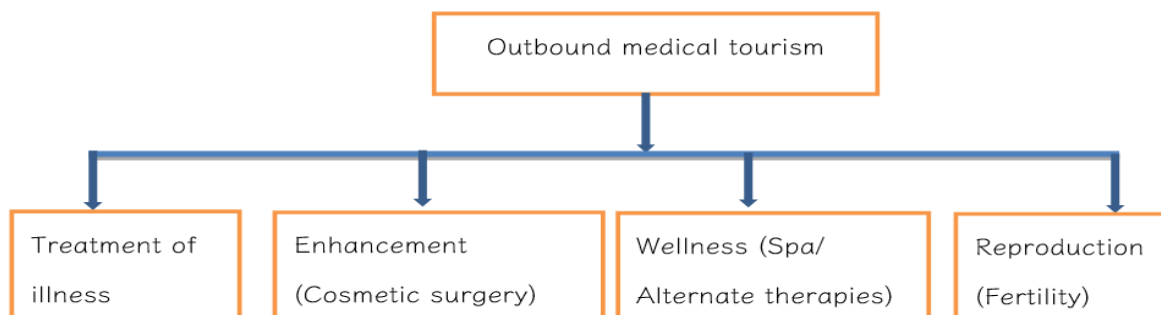 Outbound medical tourism
Treatment of
illness
Enhancement
(Cosmetic surgery)
Wellness (Spa/
Alternate therapies)
Reproduction
(Fertility)